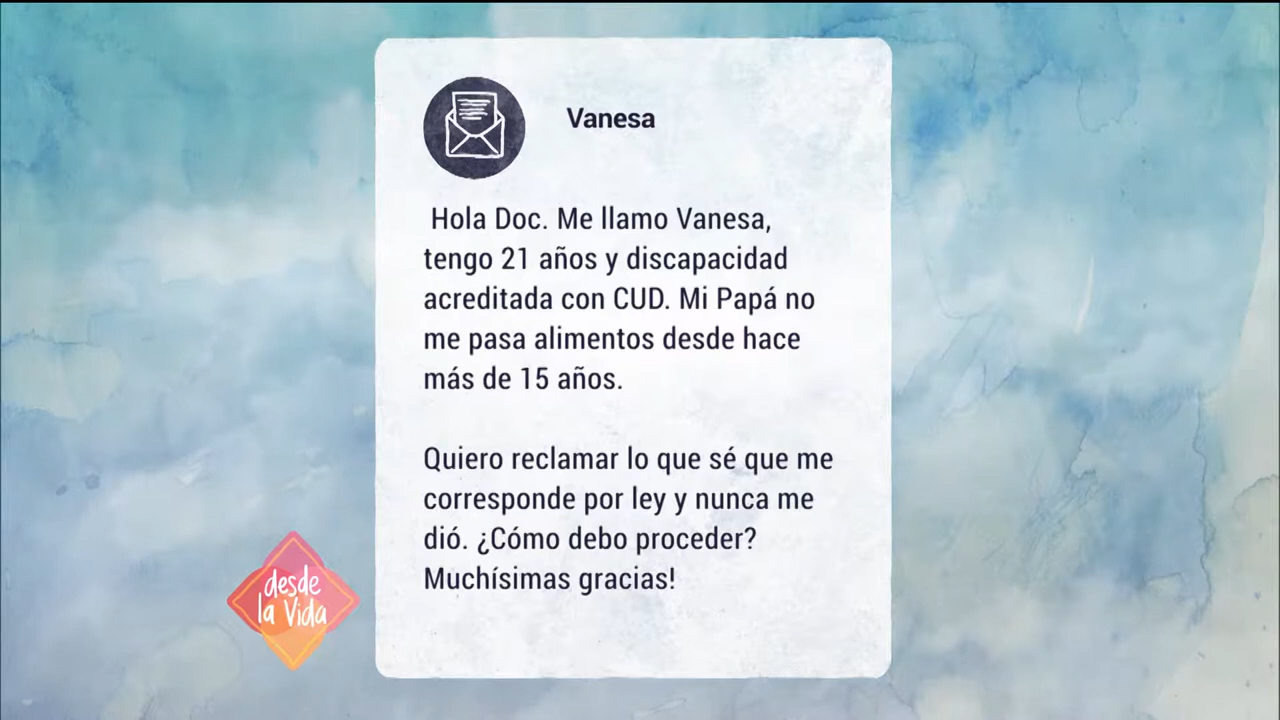 Vanesa
Hola Doc. Me llamo Vanesa,
tengo 21 años y discapacidad
acreditada con CUD. Mi Papá no
me pasa alimentos desde hace
más de 15 años.
Quiero reclamar lo que sé que me
corresponde por ley y nunca me
dió. ¿Cómo debo proceder?
Muchísimas gracias!
desde
la Vida